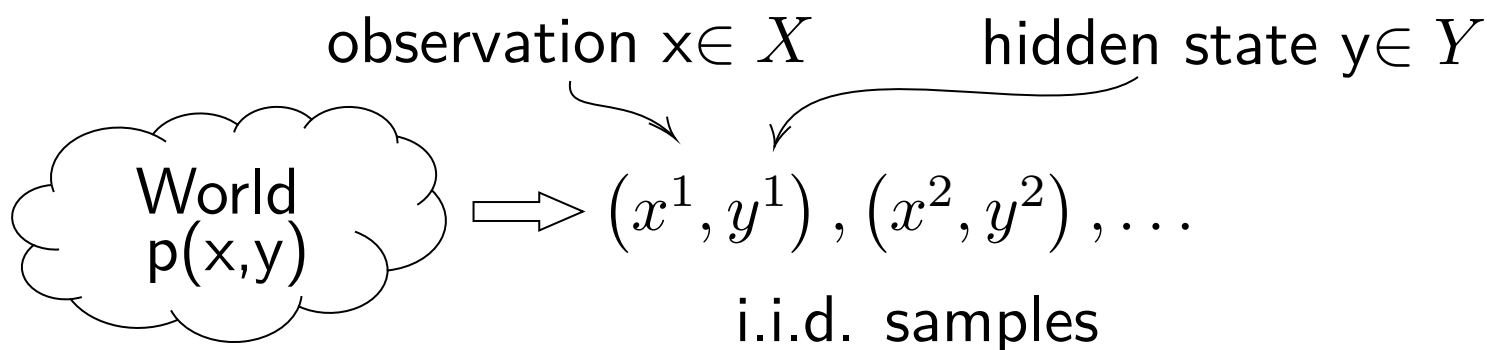 observation x∈ X
hidden state y∈ Y
World
p(x,y)
(x¹, y¹) , (x², y²) , . . .
i.i.d. samples